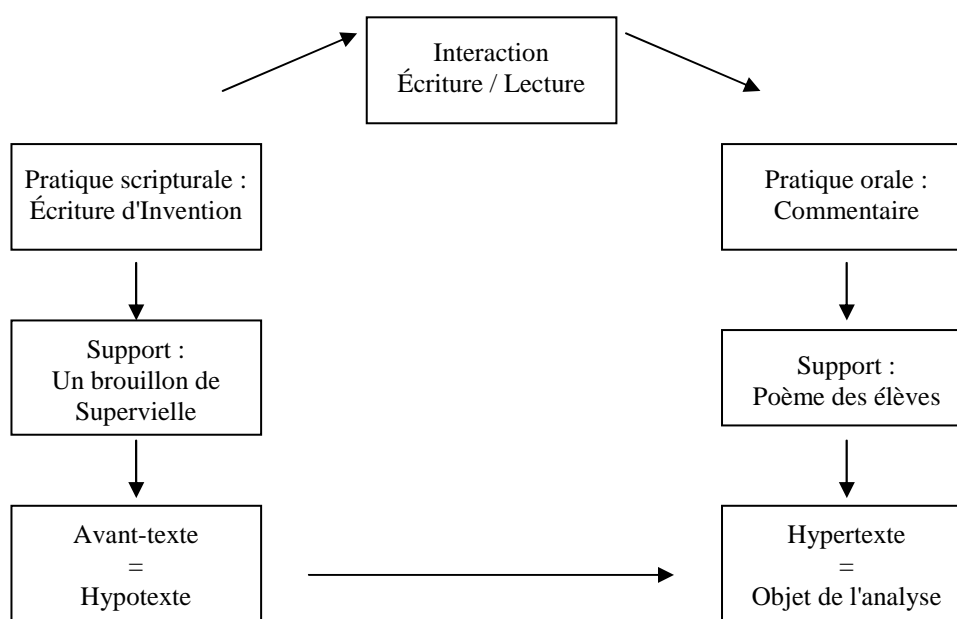 Interaction
Écriture / Lecture
Pratique scripturale :
Écriture d'Invention
Pratique orale :
Commentaire
Support :
Un brouillon de
Supervielle
Support :
Poème des élèves
Avant-texte
=
Hypotexte
Hypertexte
=
Objet de l'analyse